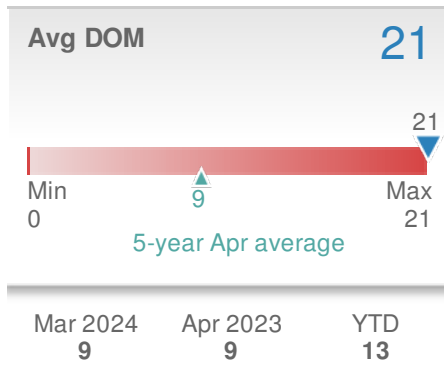 Avg DOM 21
21
Min Max
0 9 21
5-year Apr average
Mar 2024 Apr 2023 YTD
9 9 13